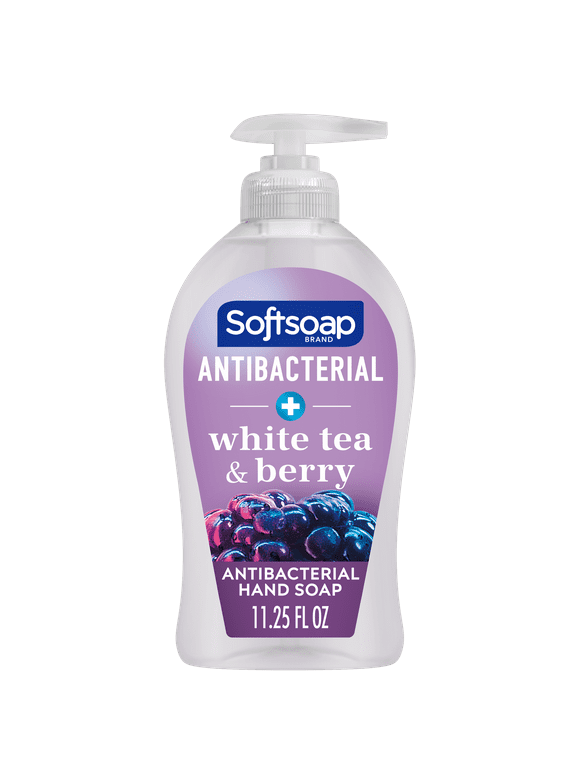 Softsoap
BRAND
ANTIBACTERIAL
white tea
& berry
ANTIBACTERIAL
HAND SOAP
11.25 FL OZ